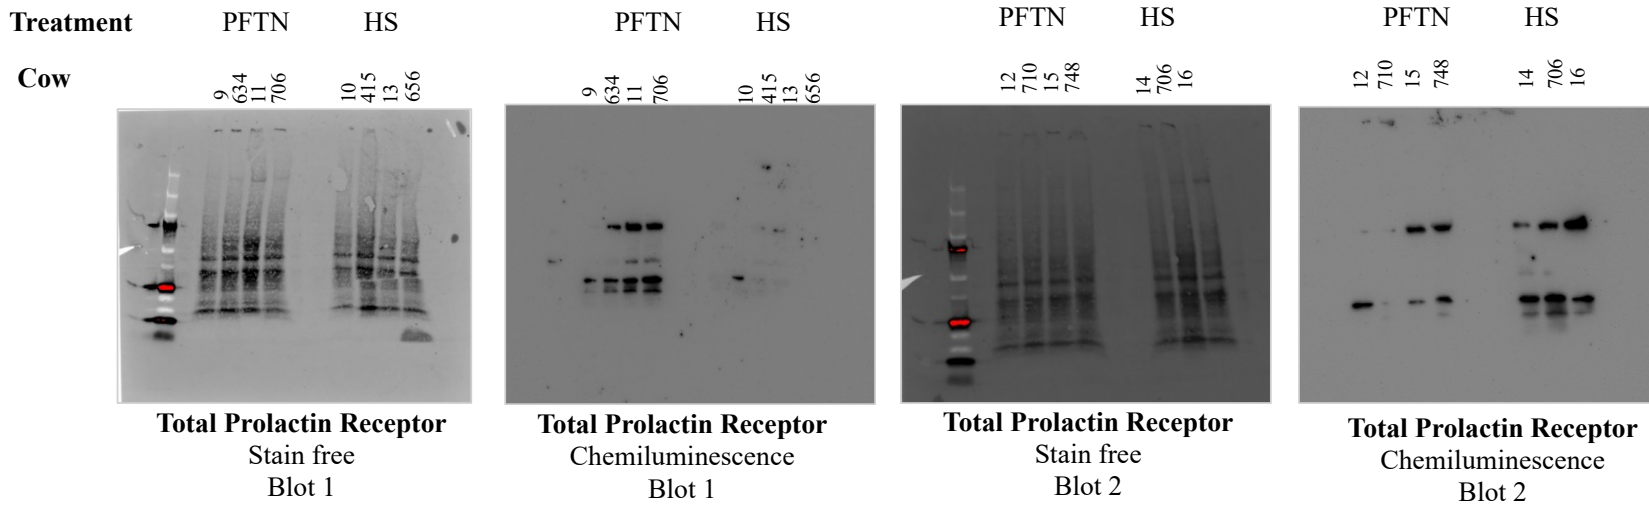 Treatment PFTN HS PFTN HS PFTN HS PFTN HS
Cow 9 634 11 706 10 415 13 656 9 634 11 706 10 415 13 656 12 710 15 748 14 706 16 12 710 15 748 14 706 16
Total Prolactin Receptor
Stain free
Blot 1
Total Prolactin Receptor
Chemiluminescence
Blot 1
Total Prolactin Receptor
Stain free
Blot 2
Total Prolactin Receptor
Chemiluminescence
Blot 2